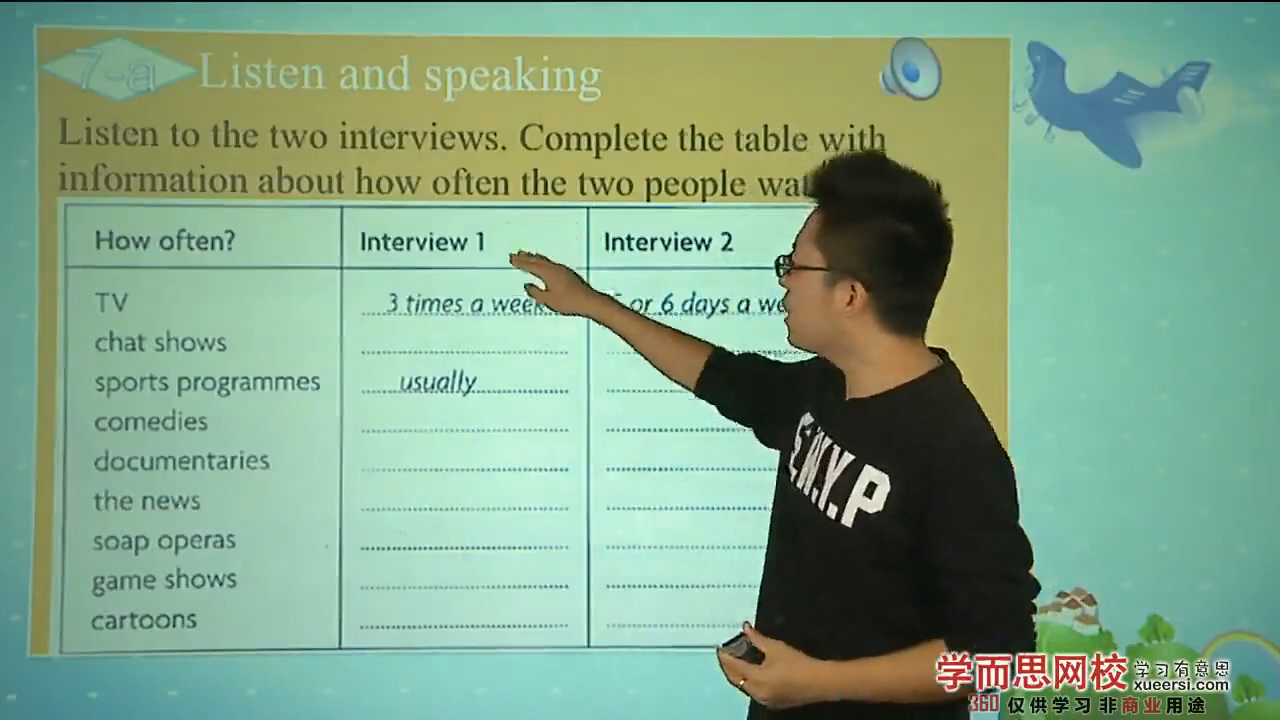 7-a Listen and speaking
Listen to the two interviews. Complete the table with
information about how often the two people
How often? Interview 1 Interview 2
TV 3 times a week or 6 days a
chat shows
sports programmes usually
comedies
documentaries
the news
soap operas
game shows
cartoons
E.W.Y.P
学而思网校 学习有意思
xueersi.com
360 仅供学习 非商业用途